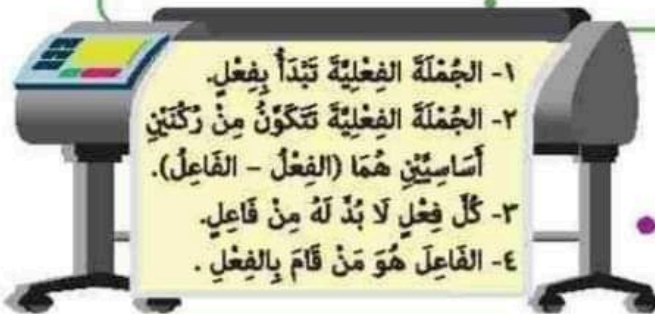 ١- الجُمْلَةَ الفِعْلِيَّةَ تَبْدَأُ بِفِعْلٍ.
٢- الجُمْلَةَ الفِعْلِيَّةَ تَتَكَوَّنُ مِنْ رُكْنَيْنِ
أَسَاسِيَّيْنِ هُمَا (الفِعْلُ – الفَاعِلُ).
٣- كُلَّ فِعْلٍ لَا بُدَّ لَهُ مِنْ فَاعِلٍ.
٤- الفَاعِلَ هُوَ مَنْ قَامَ بِالفِعْلِ .